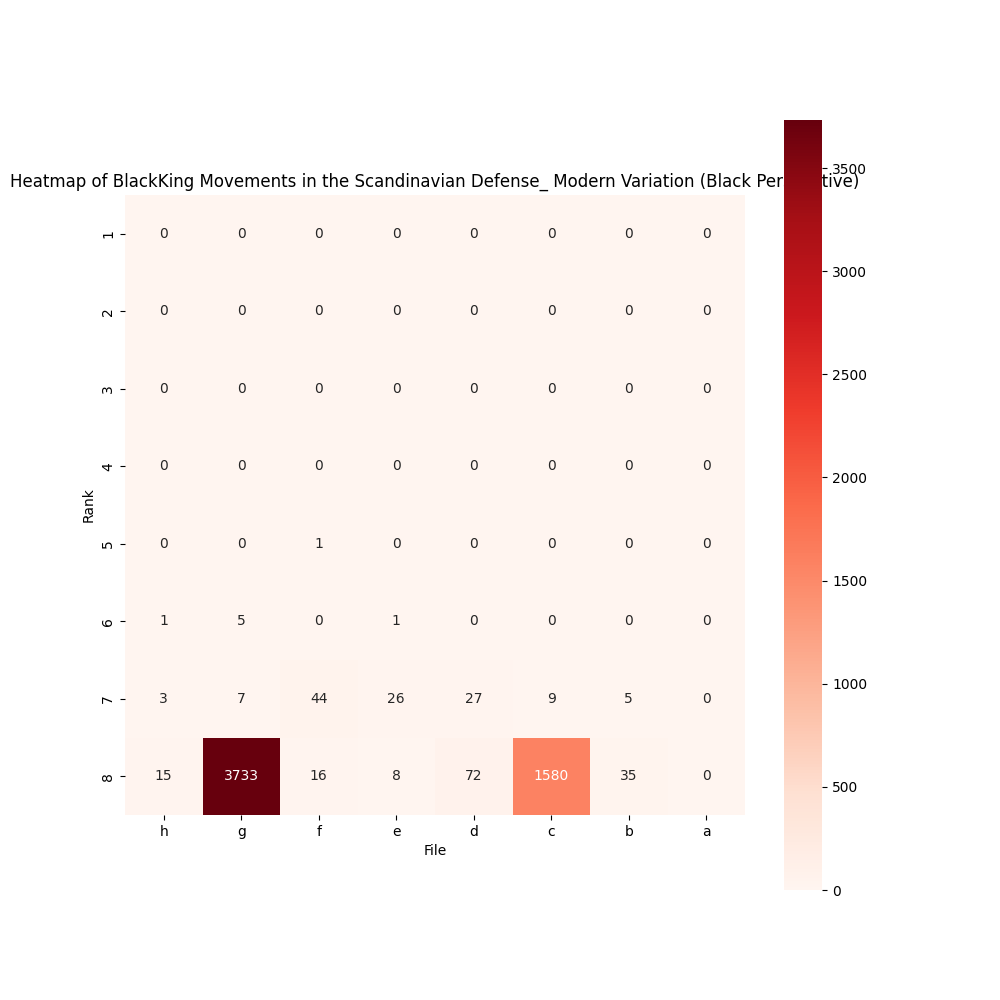 Heatmap of BlackKing Movements in the Scandinavian Defense_ Modern Variation (Black Per tive)
3500
1 0 0 0 0 0 0 0 0
3000
2 0 0 0 0 0 0 0 0
2500
3 0 0 0 0 0 0 0 0
4 0 0 0 0 0 0 0 0
2000
Rank
5 0 0 1 0 0 0 0 0
1500
6 1 5 0 1 0 0 0 0
1000
7 3 7 44 26 27 9 5 0
500
8 15 3733 16 8 72 1580 35 0
h g f e d c b a
File
0